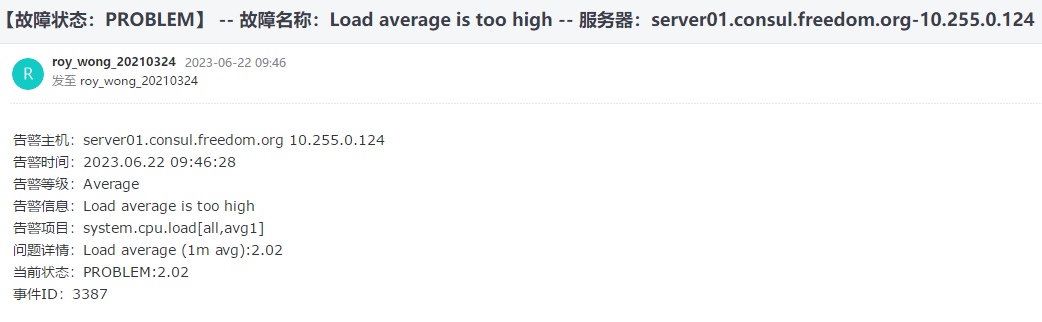 【故障状态：PROBLEM】 -- 故障名称：Load average is too high -- 服务器：server01.consul.freedom.org-10.255.0.124
R
roy_wong_20210324 2023-06-22 09:46
发至 roy_wong_20210324
告警主机：server01.consul.freedom.org 10.255.0.124
告警时间：2023.06.22 09:46:28
告警等级：Average
告警信息：Load average is too high
告警项目：system.cpu.load[all,avg1]
问题详情：Load average (1m avg):2.02
当前状态：PROBLEM:2.02
事件ID：3387